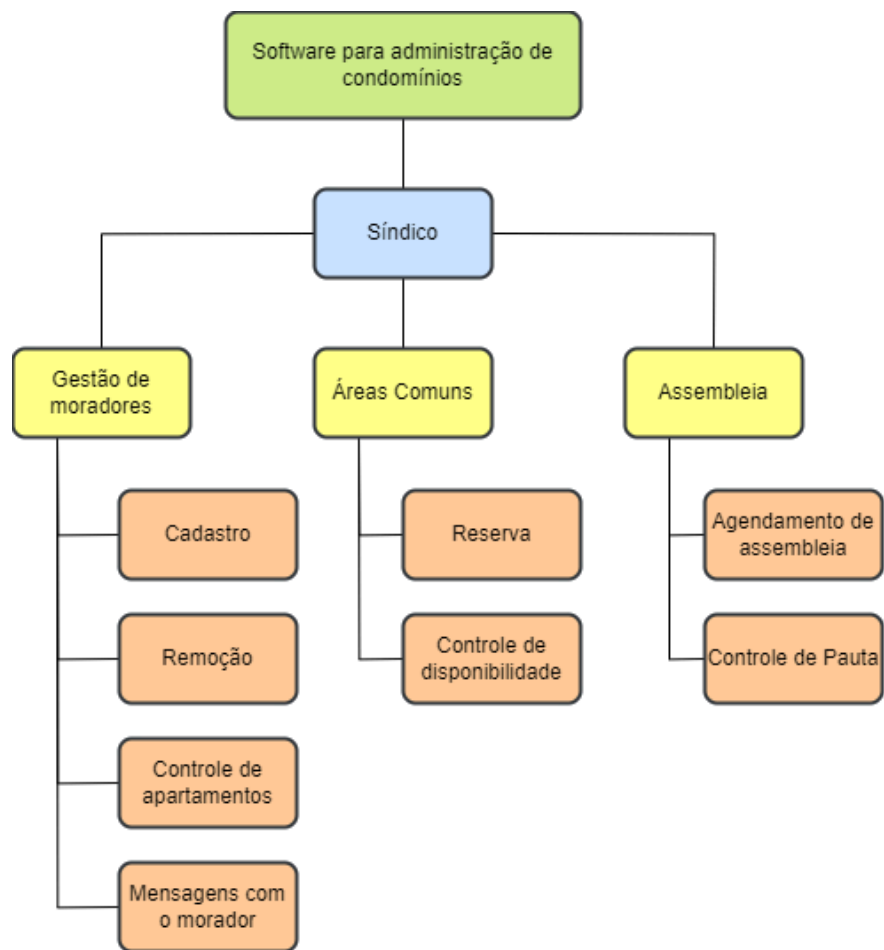 Software para administração de
condomínios
Síndico
Gestão de
moradores
Áreas Comuns
Assembleia
Cadastro
Reserva
Agendamento de
assembleia
Remoção
Controle de
disponibilidade
Controle de Pauta
Controle de
apartamentos
Mensagens com
o morador